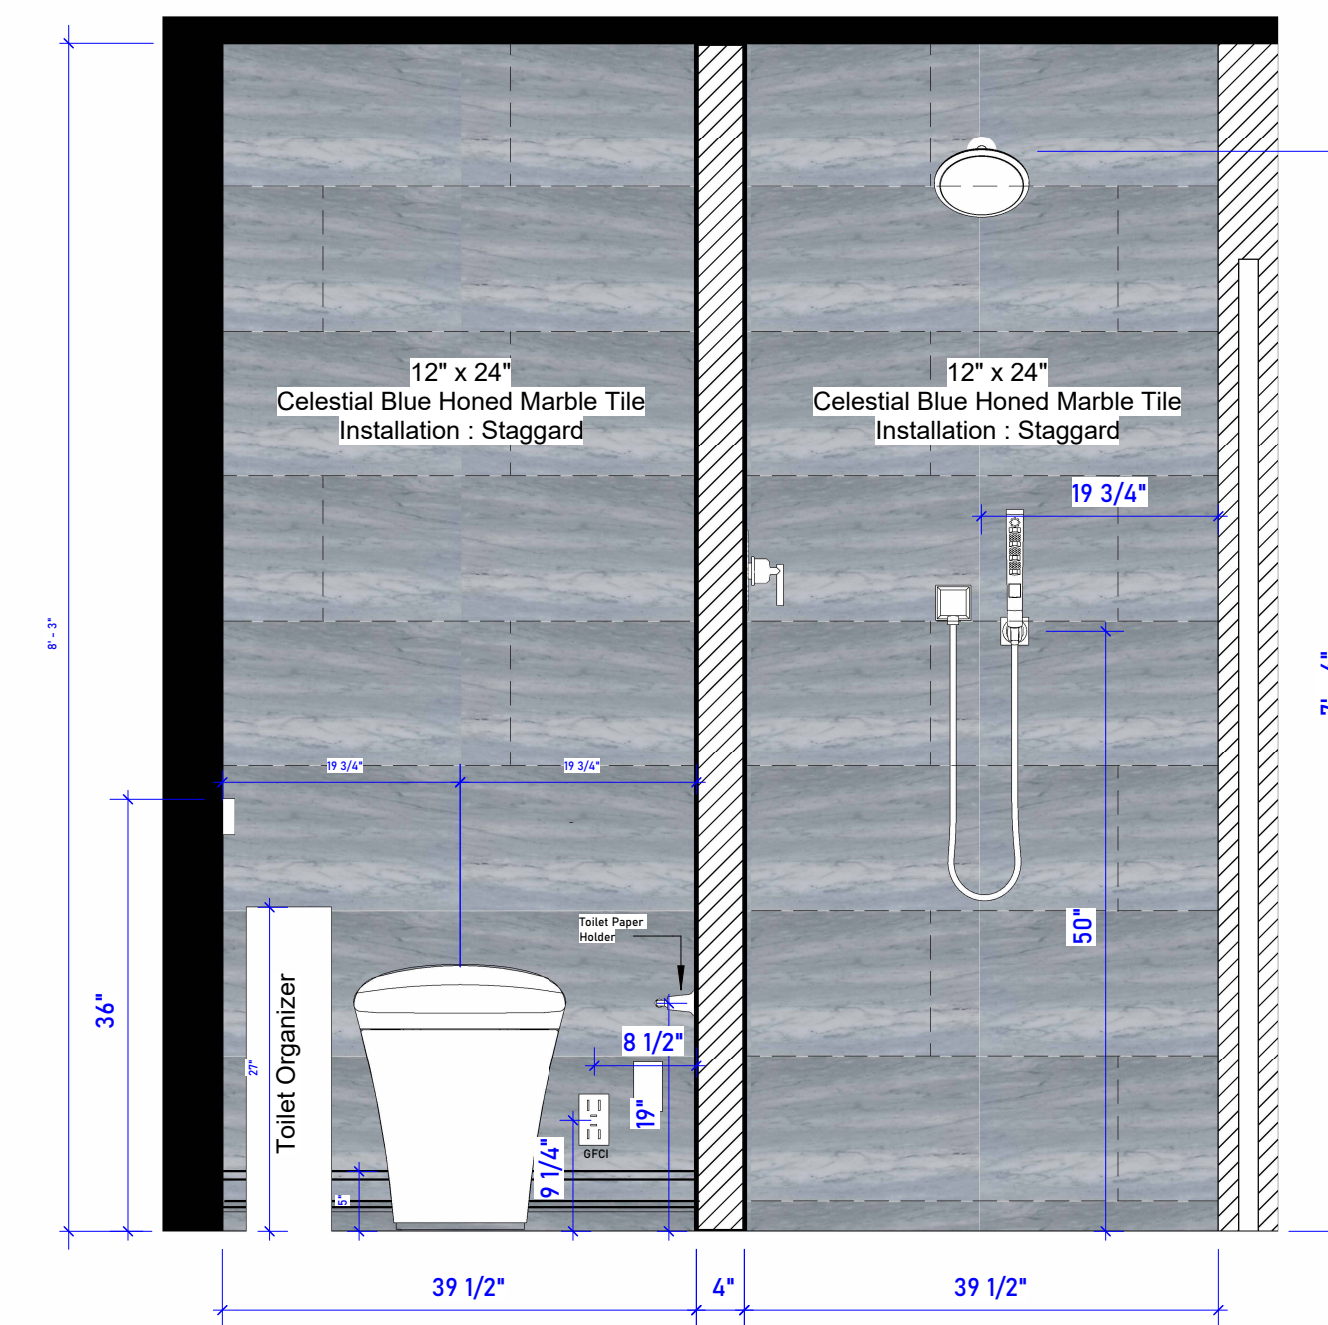 12" x 24"
Celestial Blue Honed Marble Tile
Installation : Staggard
12" x 24"
Celestial Blue Honed Marble Tile
Installation : Staggard
19 3/4"
8' - 3"
19 3/4"
19 3/4"
50"
Toilet Paper
Holder
36"
27"
Toilet Organizer
8 1/2"
19"
GFCI
9 1/4"
5"
39 1/2"
4"
39 1/2"